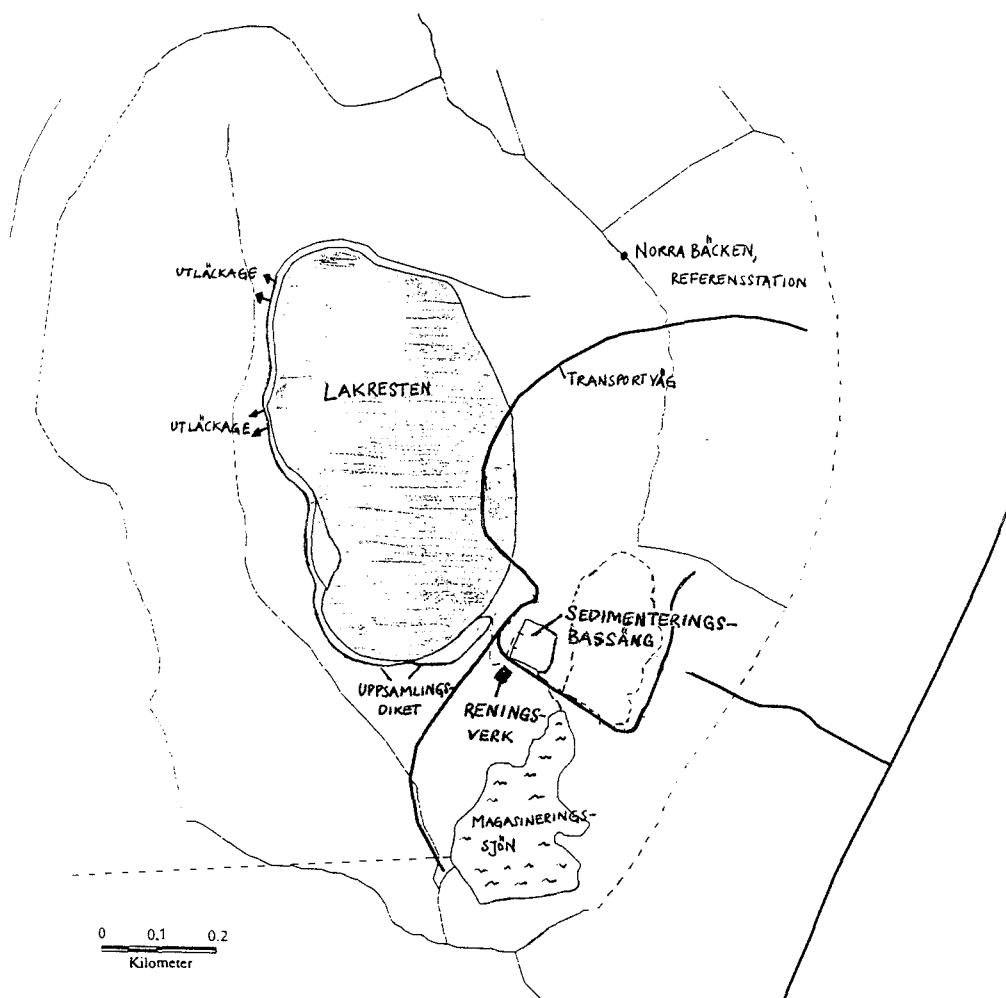 NORRA BÄCKEN,
REFERENSSTATION
UTLÄCKAGE
TRANSPORTVÄG
LAKRESTEN
UTLÄCKAGE
SEDIMENTERINGS-
BASSÄNG
UPPSAMLINGS-
DIKET
RENINGS-
VERK
MAGASINERINGS-
SJÖN
0 0.1 0.2
Kilometer